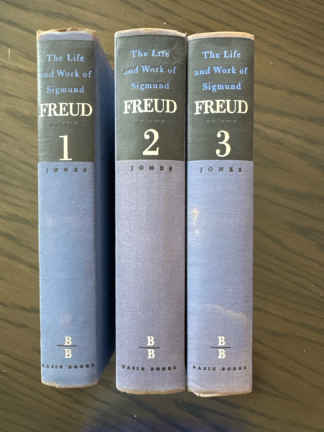 The Life
and Work of
Sigmund
FREUD
1
JONES
B
B
BASIC BOOKS
The Life
and Work of
Sigmund
FREUD
2
JONES
B
B
BASIC BOOKS
The Life
and Work of
Sigmund
FREUD
3
JONES
B
B
BASIC BOOKS